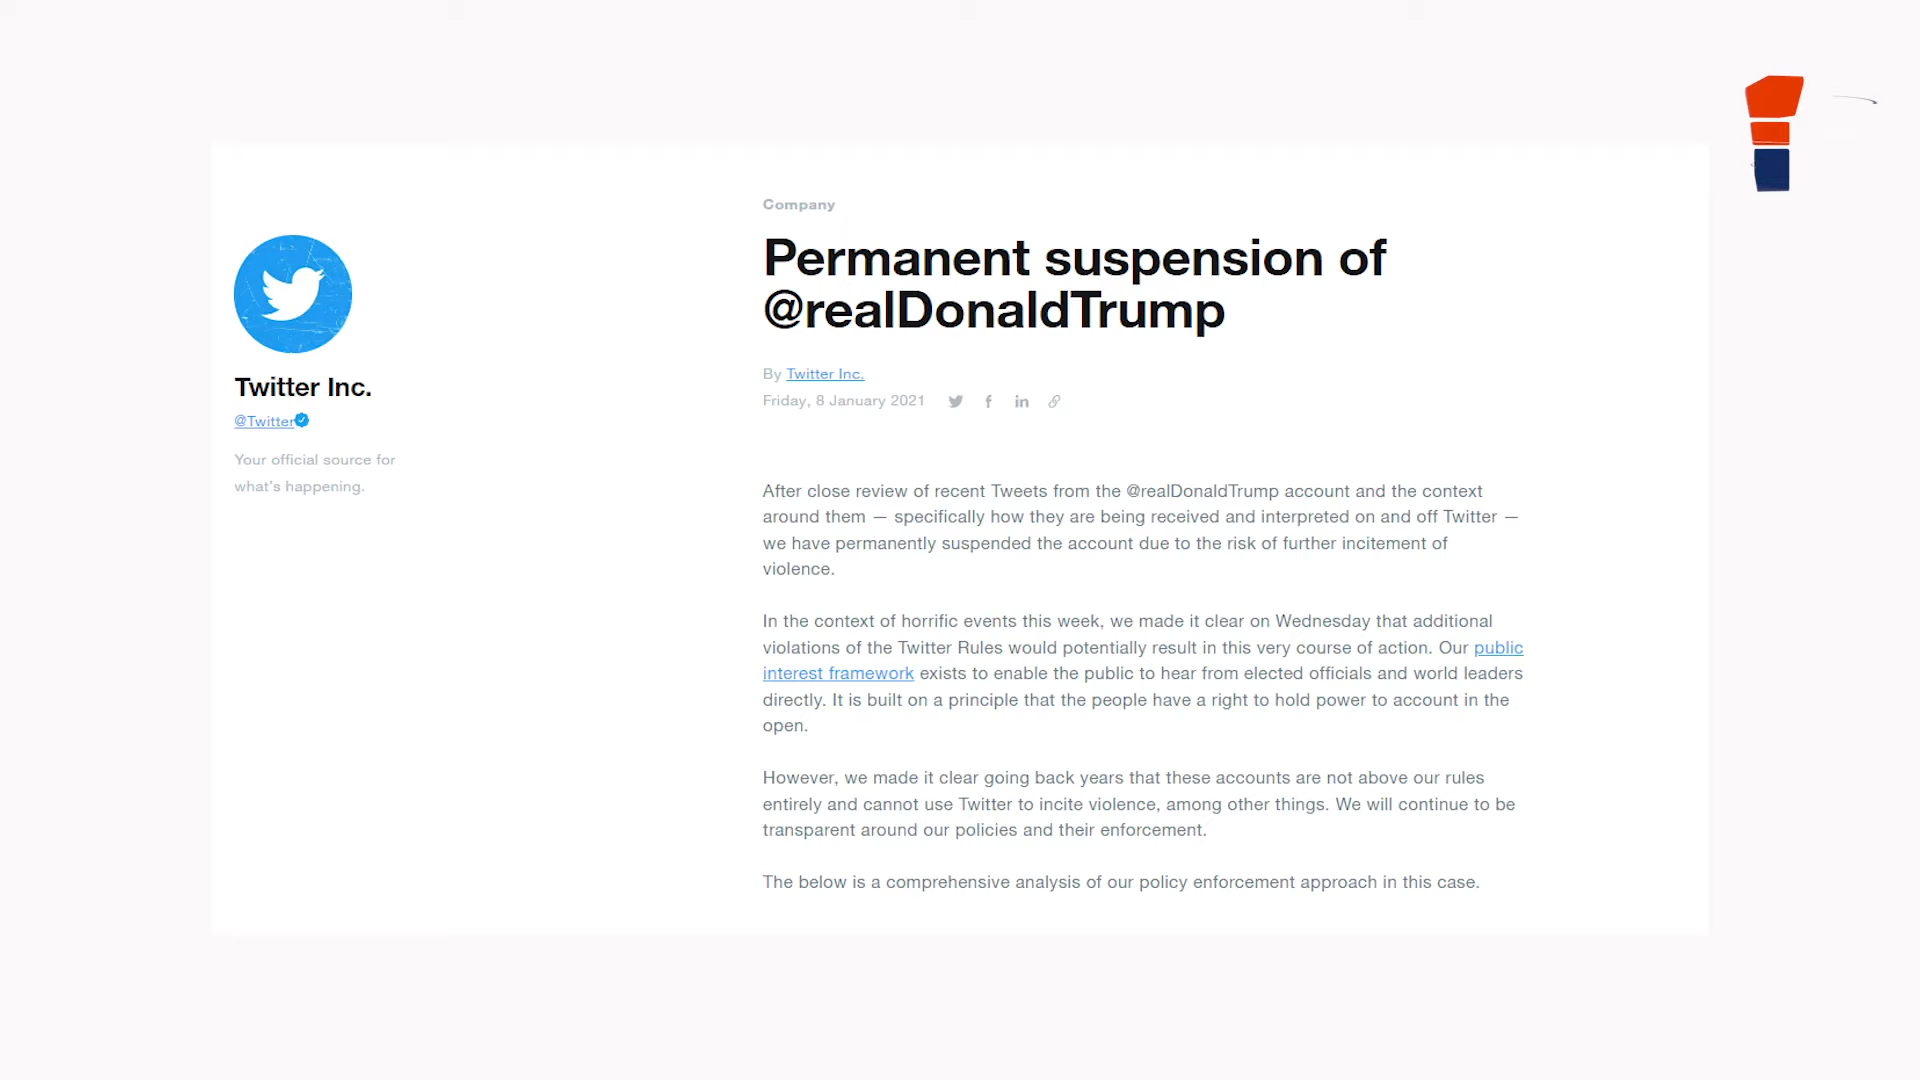 Company
Permanent suspension of
@realDonaldTrump
By Twitter Inc.
Friday, 8 January 2021
Twitter Inc.
@Twitter
Your official source for
what's happening.
After close review of recent Tweets from the @realDonaldTrump account and the context
around them — specifically how they are being received and interpreted on and off Twitter —
we have permanently suspended the account due to the risk of further incitement of
violence.
In the context of horrific events this week, we made it clear on Wednesday that additional
violations of the Twitter Rules would potentially result in this very course of action. Our public
interest framework exists to enable the public to hear from elected officials and world leaders
directly. It is built on a principle that the people have a right to hold power to account in the
open.
However, we made it clear going back years that these accounts are not above our rules
entirely and cannot use Twitter to incite violence, among other things. We will continue to be
transparent around our policies and their enforcement.
The below is a comprehensive analysis of our policy enforcement approach in this case.